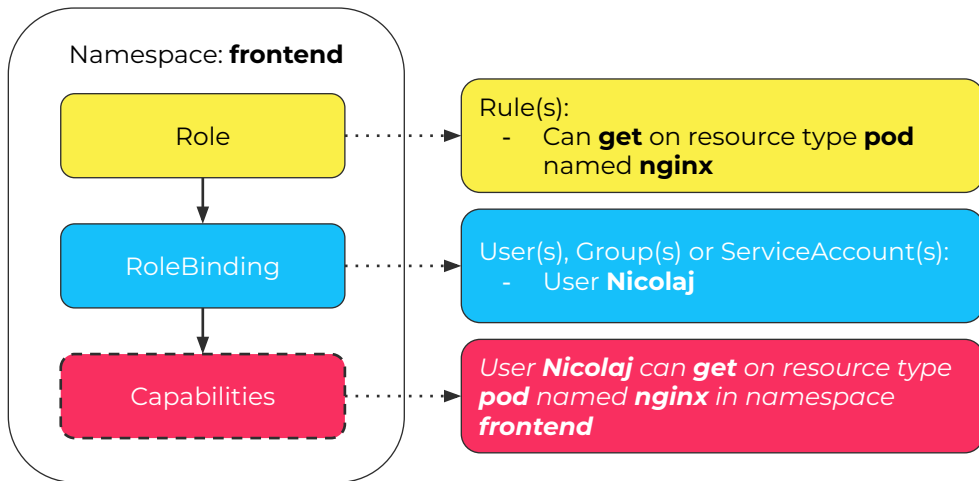 Namespace: frontend
Role
Rule(s):
- Can get on resource type pod
named nginx
RoleBinding
User(s), Group(s) or ServiceAccount(s):
- User Nicolaj
Capabilities
User Nicolaj can get on resource type
pod named nginx in namespace
frontend